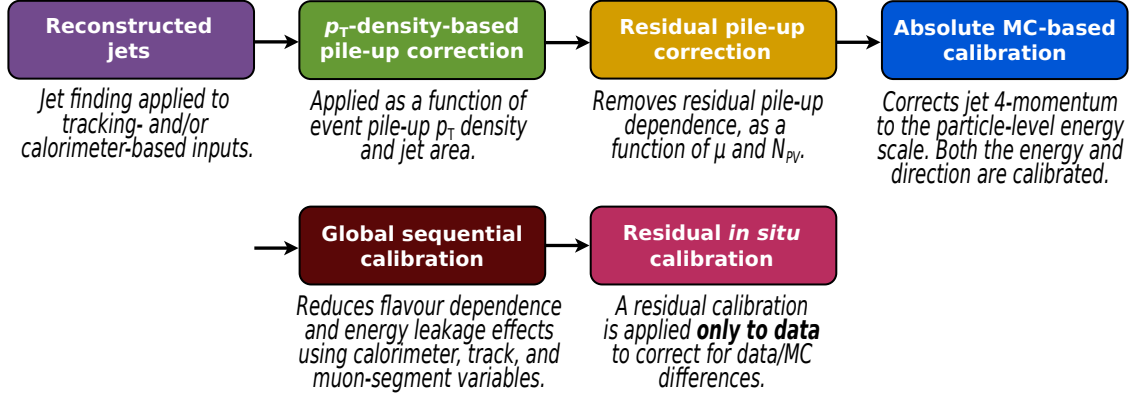 Reconstructed
jets
Jet finding applied to
tracking- and/or
calorimeter-based inputs.
pT-density-based
pile-up correction
Applied as a function of
event pile-up pT density
and jet area.
Residual pile-up
correction
Removes residual pile-up
dependence, as a
function of µ and NPV.
Absolute MC-based
calibration
Corrects jet 4-momentum
to the particle-level energy
scale. Both the energy and
direction are calibrated.
Global sequential
calibration
Reduces flavour dependence
and energy leakage effects
using calorimeter, track, and
muon-segment variables.
Residual in situ
calibration
A residual calibration
is applied only to data
to correct for data/MC
differences.